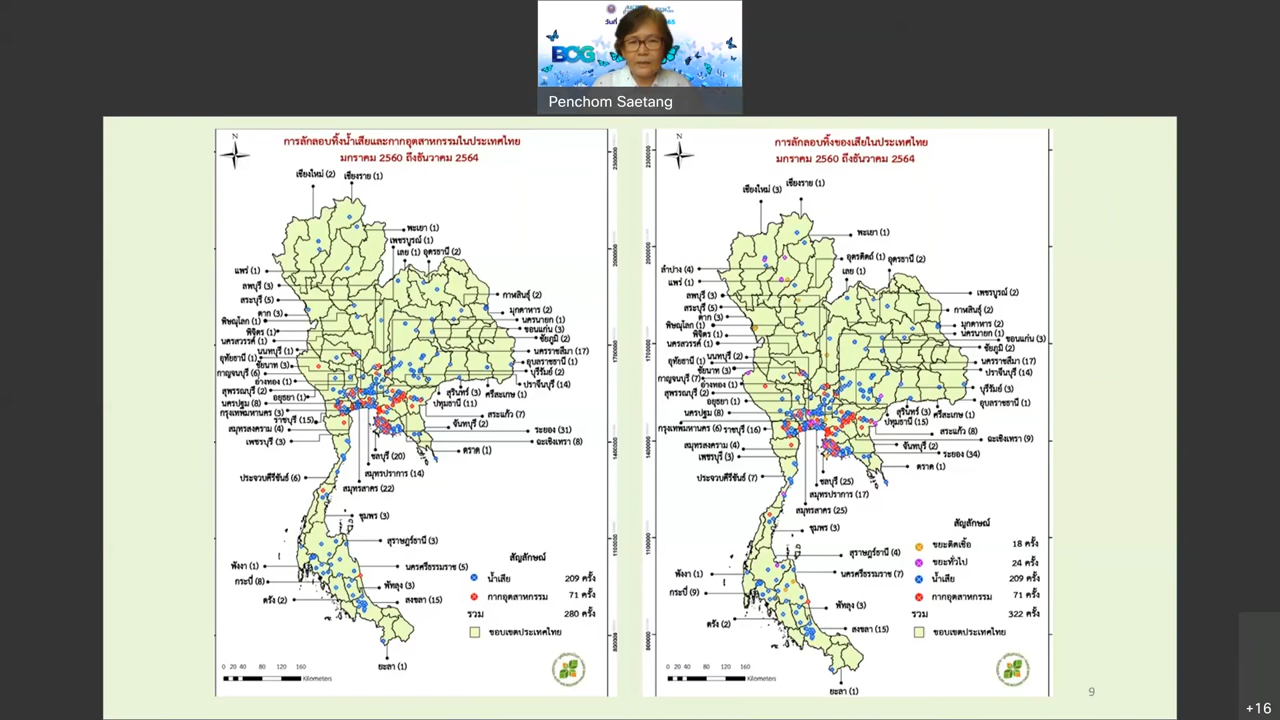 BCG
Penchom Saetang
การลักลอบทิ้งน้ำเสียและกากอุตสาหกรรมในประเทศไทย
มกราคม 2560 ถึงธันวาคม 2564
N
เชียงใหม่ (2)
เชียงราย (1)
พะเยา (1)
เพชรบูรณ์ (1)
เลย (1)
อุดรธานี (2)
แพร่ (1)
ลพบุรี (3)
สระบุรี (5)
ตาก (3)
พิษณุโลก (1)
พิจิตร (1)
นครสวรรค์ (1)
นนทบุรี (1)
อุทัยธานี (1)
ชัยนาท (3)
กาญจนบุรี (6)
อ่างทอง (1)
สุพรรณบุรี (2)
อยุธยา (1)
นครปฐม (8)
กรุงเทพมหานคร (3)
ราชบุรี (15)
สมุทรสงคราม (4)
เพชรบุรี (3)
ประจวบคีรีขันธ์ (6)
กาฬสินธุ์ (2)
มุกดาหาร (2)
นครนายก (1)
ขอนแก่น (3)
ชัยภูมิ (2)
นครราชสีมา (17)
อุบลราชธานี (1)
บุรีรัมย์ (2)
ปราจีนบุรี (14)
สุรินทร์ (3)
ศรีสะเกษ (1)
ปทุมธานี (11)
สระแก้ว (7)
จันทบุรี (2)
ระยอง (31)
ฉะเชิงเทรา (8)
ตราด (1)
ชลบุรี (20)
สมุทรปราการ (14)
สมุทรสาคร (22)
ชุมพร (3)
สุราษฎร์ธานี (3)
พังงา (1)
นครศรีธรรมราช (5)
กระบี่ (8)
พัทลุง (3)
ตรัง (2)
สงขลา (15)
ยะลา (1)
สัญลักษณ์
น้ำเสีย 209 ครั้ง
กากอุตสาหกรรม 71 ครั้ง
รวม 280 ครั้ง
ขอบเขตประเทศไทย
0 20 40 80 120 160
Kilometers
การลักลอบทิ้งของเสียในประเทศไทย
มกราคม 2560 ถึงธันวาคม 2564
N
เชียงใหม่ (3)
เชียงราย (1)
พะเยา (1)
อุตรดิตถ์ (1)
อุดรธานี (2)
เลย (1)
ลำปาง (4)
แพร่ (1)
ลพบุรี (3)
สระบุรี (5)
ตาก (3)
พิษณุโลก (1)
พิจิตร (1)
นครสวรรค์ (1)
นนทบุรี (2)
อุทัยธานี (1)
ชัยนาท (3)
กาญจนบุรี (7)
อ่างทอง (1)
สุพรรณบุรี (2)
อยุธยา (1)
นครปฐม (8)
กรุงเทพมหานคร (6)
ราชบุรี (16)
สมุทรสงคราม (4)
เพชรบุรี (3)
ประจวบคีรีขันธ์ (7)
เพชรบูรณ์ (2)
กาฬสินธุ์ (2)
มุกดาหาร (2)
นครนายก (1)
ขอนแก่น (3)
ชัยภูมิ (2)
นครราชสีมา (17)
ปราจีนบุรี (14)
บุรีรัมย์ (3)
อุบลราชธานี (1)
สุรินทร์ (3)
ศรีสะเกษ (1)
ปทุมธานี (15)
สระแก้ว (8)
ฉะเชิงเทรา (9)
จันทบุรี (2)
ระยอง (34)
ตราด (1)
ชลบุรี (25)
สมุทรปราการ (17)
สมุทรสาคร (25)
ชุมพร (3)
สุราษฎร์ธานี (4)
พังงา (1)
นครศรีธรรมราช (7)
กระบี่ (9)
พัทลุง (3)
ตรัง (2)
สงขลา (15)
ยะลา (1)
สัญลักษณ์
ขยะติดเชื้อ 18 ครั้ง
ขยะทั่วไป 24 ครั้ง
น้ำเสีย 209 ครั้ง
กากอุตสาหกรรม 71 ครั้ง
รวม 322 ครั้ง
ขอบเขตประเทศไทย
0 20 40 80 120 160
Kilometers
9
+16